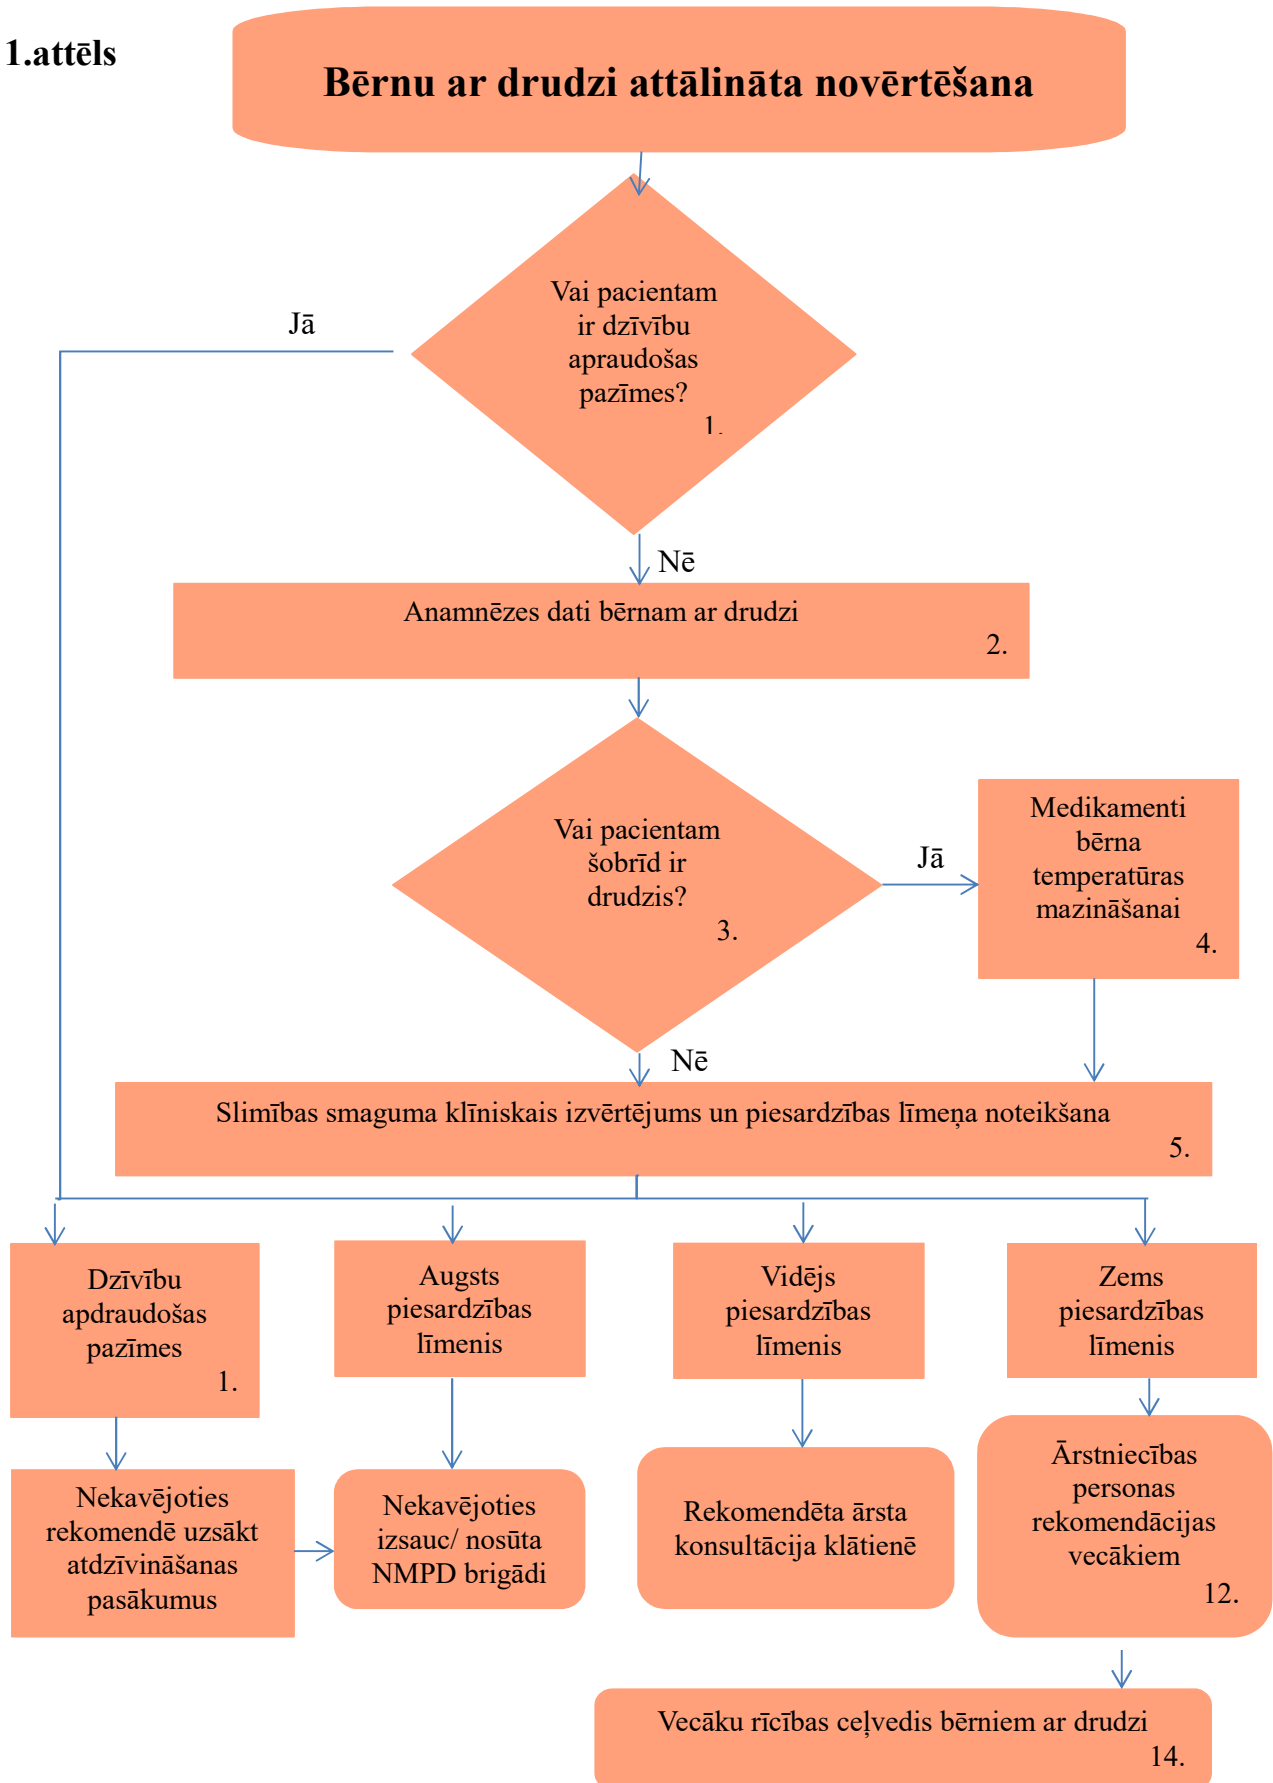 1.attēls
Bērnu ar drudzi attālināta novērtēšana
Vai pacientam
ir dzīvību
apraudošas
pazīmes?
1.
Jā
Nē
Anamnēzes dati bērnam ar drudzi
2.
Vai pacientam
šobrīd ir
drudzis?
3.
Jā
Medikamenti
bērna
temperatūras
mazināšanai
4.
Nē
Slimības smaguma klīniskais izvērtējums un piesardzības līmeņa noteikšana
5.
Dzīvību
apdraudošas
pazīmes
1.
Augsts
piesardzības
līmenis
Vidējs
piesardzības
līmenis
Zems
piesardzības
līmenis
Nekavējoties
rekomendē uzsākt
atdzīvināšanas
pasākumus
Nekavējoties
izsauc/ nosūta
NMPD brigādi
Rekomendēta ārsta
konsultācija klātienē
Ārstniecības
personas
rekomendācijas
vecākiem
12.
Vecāku rīcības ceļvedis bērniem ar drudzi
14.